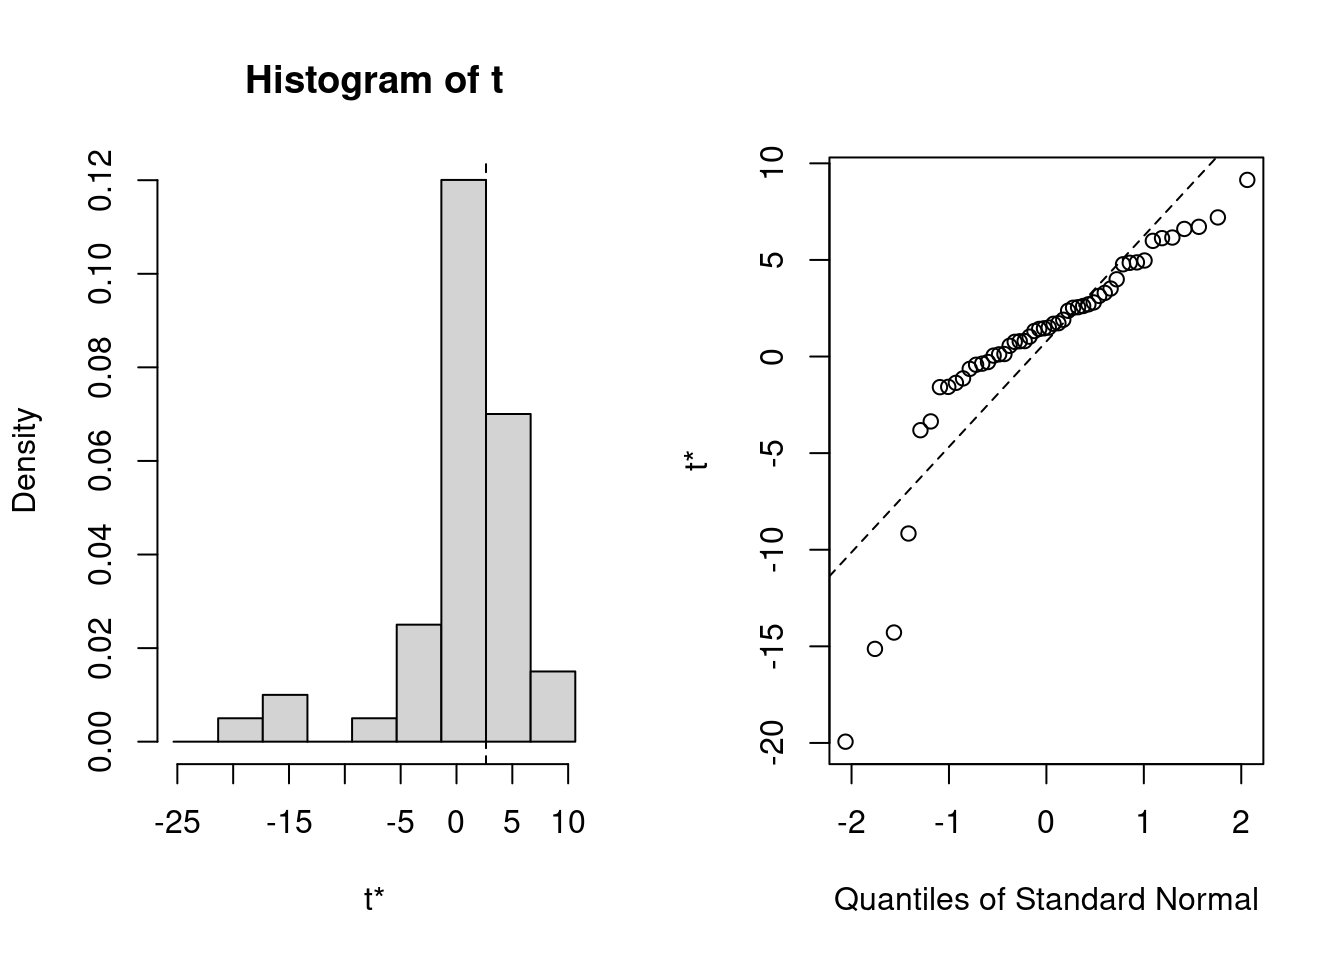 Histogram of t
Density
0.00 0.02 0.04 0.06 0.08 0.10 0.12
-25 -15 -5 0 5 10
t*
t*
-20 -15 -10 -5 0 5 10
-2 -1 0 1 2
Quantiles of Standard Normal